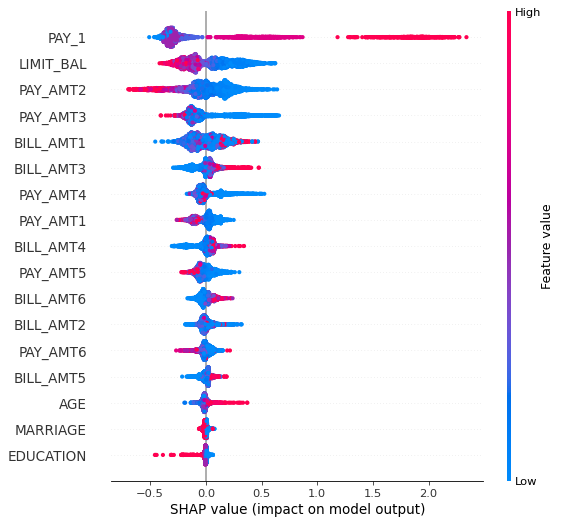 High
PAY_1
LIMIT_BAL
PAY_AMT2
PAY_AMT3
BILL_AMT1
BILL_AMT3
PAY_AMT4
PAY_AMT1
BILL_AMT4
PAY_AMT5
BILL_AMT6
BILL_AMT2
PAY_AMT6
BILL_AMT5
AGE
MARRIAGE
EDUCATION
Feature value
Low
−0.5 0.0 0.5 1.0 1.5 2.0
SHAP value (impact on model output)